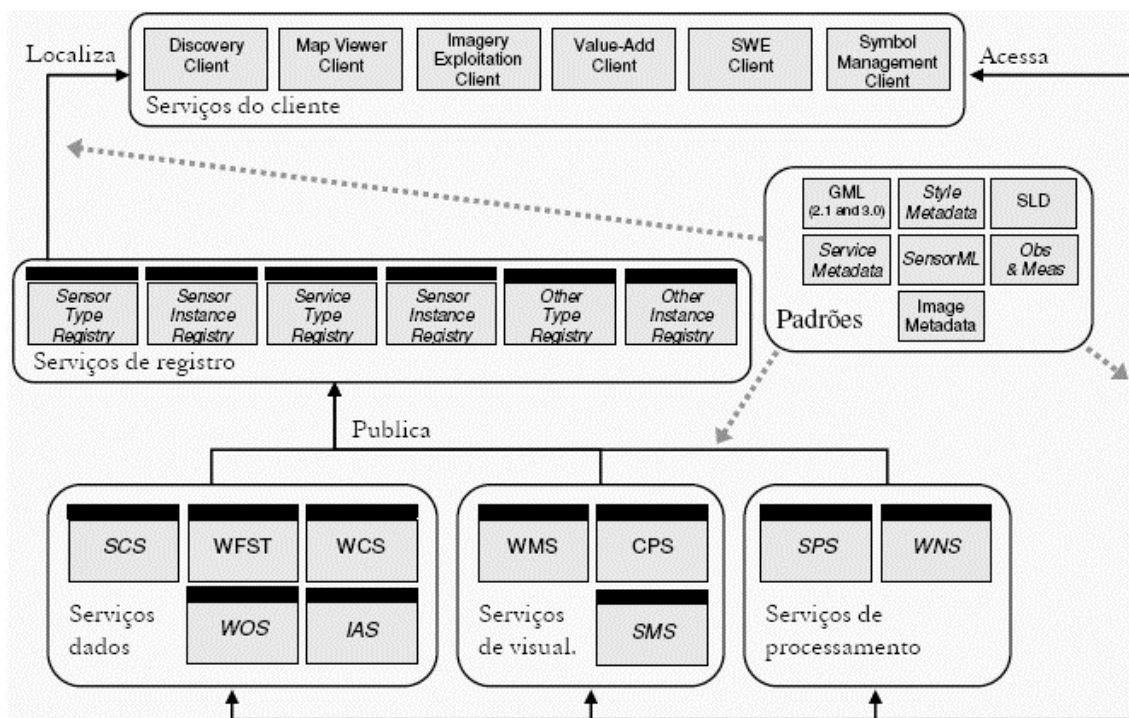 Localiza
Acessa
Discovery
Client
Map Viewer
Client
Imagery
Exploitation
Client
Value-Add
Client
SWE
Client
Symbol
Management
Client
Serviços do cliente
GML
(2.1 and 3.0)
Style
Metadata
SLD
Service
Metadata
SensorML
Obs
& Meas
Padrões
Image
Metadata
Sensor
Type
Registry
Sensor
Instance
Registry
Service
Type
Registry
Sensor
Instance
Registry
Other
Type
Registry
Other
Instance
Registry
Serviços de registro
Publica
SCS
WFST
WCS
WOS
IAS
Serviços
dados
WMS
CPS
SMS
Serviços
de visual.
SPS
WNS
Serviços de
processamento